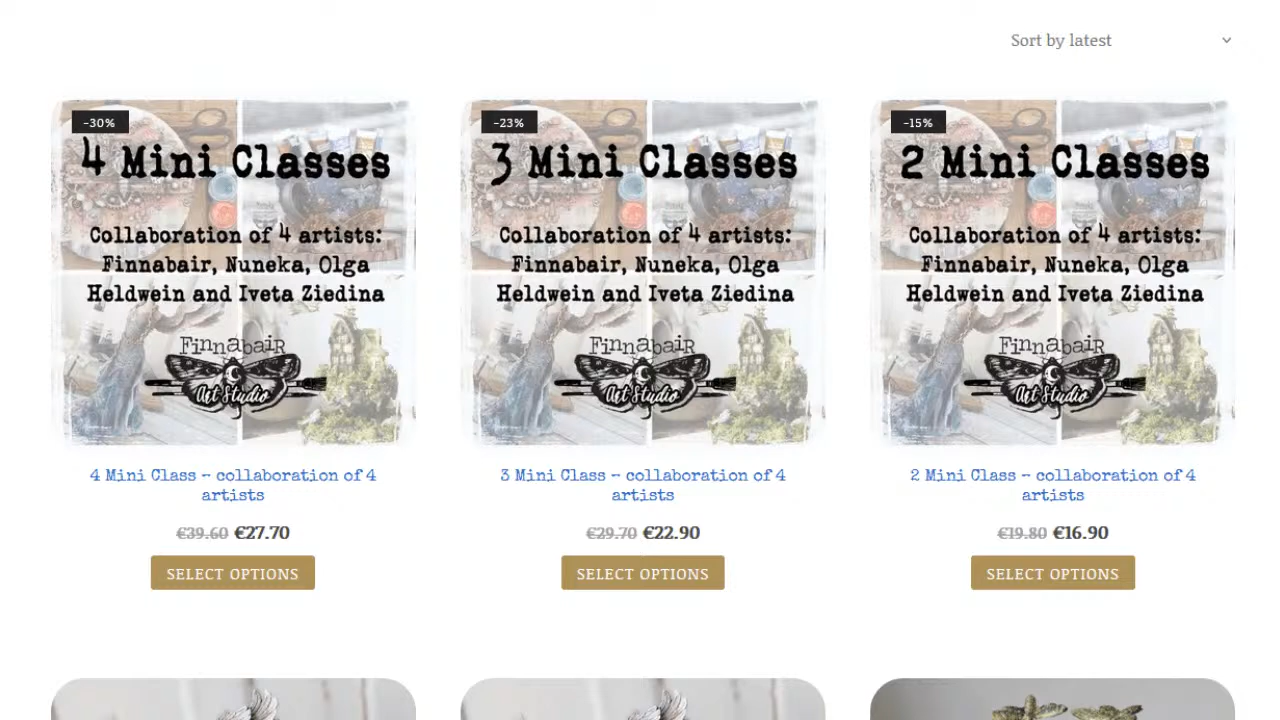 Sort by latest
-30%
4 Mini Classes
Collaboration of 4 artists:
Finnabair, Nuneka, Olga
Heldwein and Iveta Ziedina
Finnabair
Art Studio
4 Mini Class – collaboration of 4
artists
€39.60 €27.70
SELECT OPTIONS
-23%
3 Mini Classes
Collaboration of 4 artists:
Finnabair, Nuneka, Olga
Heldwein and Iveta Ziedina
Finnabair
Art Studio
3 Mini Class – collaboration of 4
artists
€29.70 €22.90
SELECT OPTIONS
-15%
2 Mini Classes
Collaboration of 4 artists:
Finnabair, Nuneka, Olga
Heldwein and Iveta Ziedina
Finnabair
Art Studio
2 Mini Class – collaboration of 4
artists
€19.80 €16.90
SELECT OPTIONS